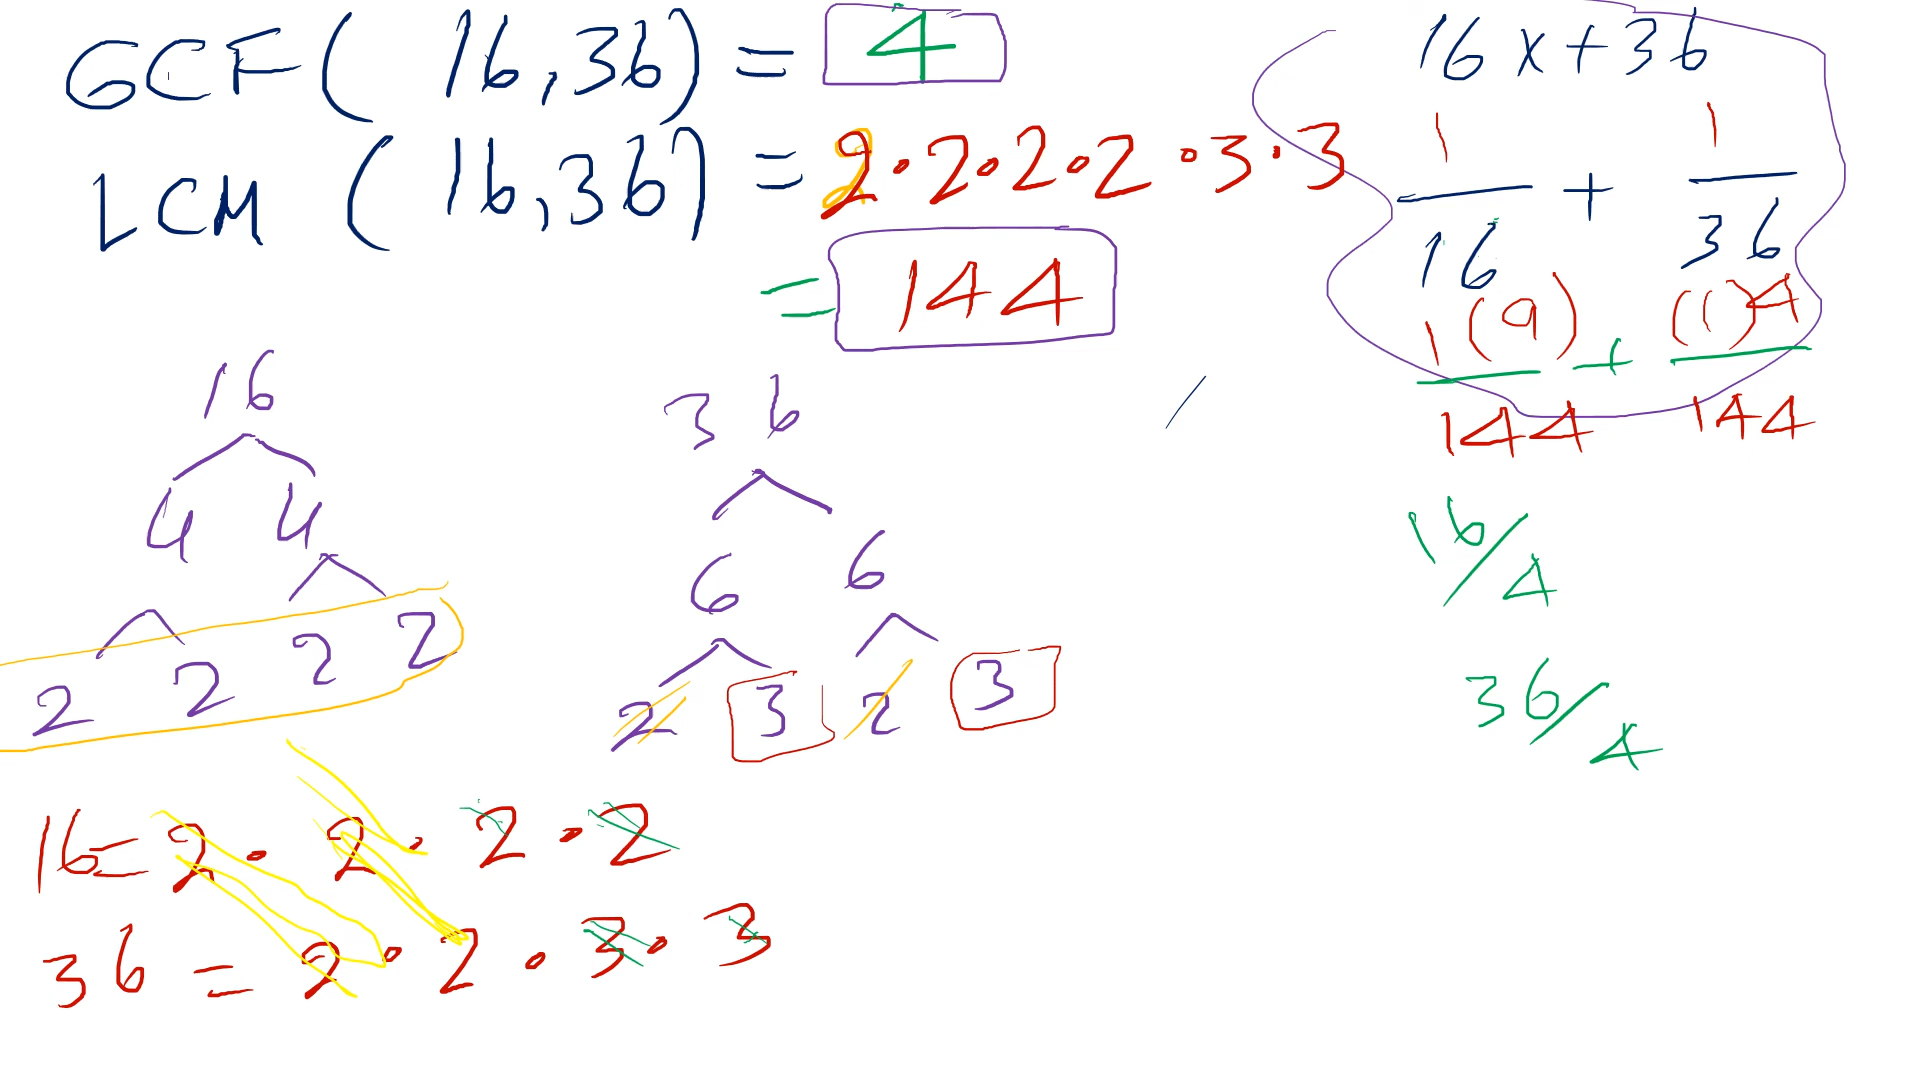 GCF( 16,36) = 4
LCM ( 16,36) = 2·2·2·2·3·3
= 144
16x+36
1/16 + 1/36
1(9)/144 + (1)4/144
16/4
36/4
16
4 4
2 2 2 2
36
6 6
2 3 2 3
16= 2 · 2 · 2 · 2
36 = 2 · 2 · 3 · 3